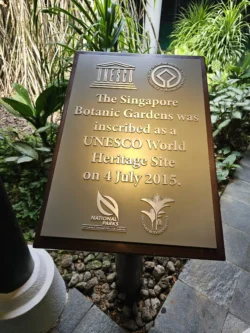 UNESCO
The Singapore
Botanic Gardens was
inscribed as a
UNESCO World
Heritage Site
on 4 July 2015.
NATIONAL
PARKS